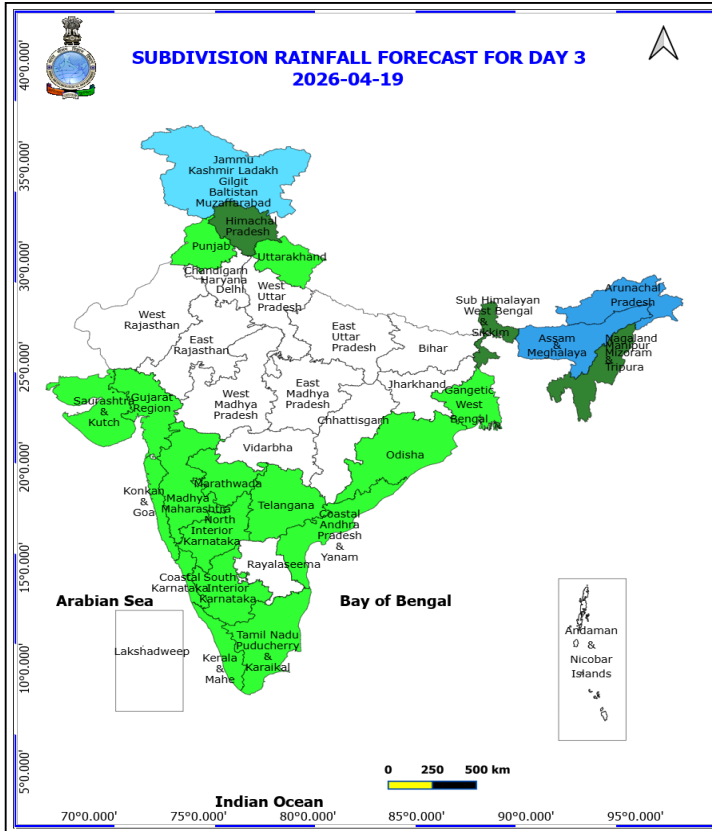 SUBDIVISION RAINFALL FORECAST FOR DAY 3
2026-04-19
40°0.000'
35°0.000'
30°0.000'
25°0.000'
20°0.000'
15°0.000'
10°0.000'
5°0.000'
Jammu
Kashmir Ladakh
Gilgit
Baltistan
Muzaffarabad
Himachal
Pradesh
Punjab
Uttarakhand
Chandigarh
Haryana
Delhi
West
Uttar
Pradesh
West
Rajasthan
East
Rajasthan
East
Uttar
Pradesh
Bihar
Sub Himalayan
West Bengal
&
Sikkim
Arunachal
Pradesh
Assam
&
Meghalaya
Nagaland
Manipur
Mizoram
&
Tripura
Saurashtra
&
Kutch
Gujarat
Region
West
Madhya
Pradesh
East
Madhya
Pradesh
Jharkhand
Gangetic
West
Bengal
Chhattisgarh
Vidarbha
Odisha
Konkan
&
Goa
Madhya
Maharashtra
Marathwada
Telangana
North
Interior
Karnataka
Coastal
Andhra
Pradesh
&
Yanam
Rayalaseema
Coastal
Karnataka
South
Interior
Karnataka
Arabian Sea
Bay of Bengal
Lakshadweep
Kerala
&
Mahe
Tamil Nadu
Puducherry
&
Karaikal
Andaman
&
Nicobar
Islands
0 250 500 km
Indian Ocean
70°0.000' 75°0.000' 80°0.000' 85°0.000' 90°0.000' 95°0.000'